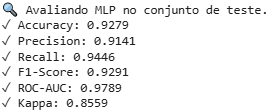 🔍 Avaliando MLP no conjunto de teste.
✓ Accuracy: 0.9279
✓ Precision: 0.9141
✓ Recall: 0.9446
✓ F1-Score: 0.9291
✓ ROC-AUC: 0.9789
✓ Kappa: 0.8559